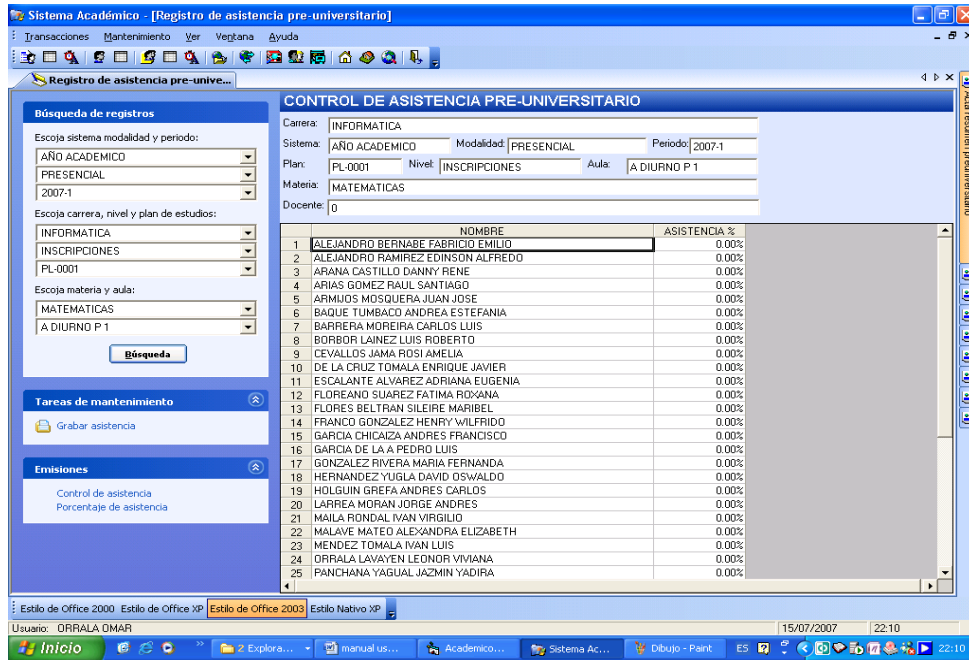 Sistema Académico - [Registro de asistencia pre-universitario]
Transacciones Mantenimiento Ver Ventana Ayuda
Registro de asistencia pre-unive...
Búsqueda de registros
Escoja sistema modalidad y periodo:
AÑO ACADEMICO
PRESENCIAL
2007-1
Escoja carrera, nivel y plan de estudios:
INFORMATICA
INSCRIPCIONES
PL-0001
Escoja materia y aula:
MATEMATICAS
A DIURNO P 1
Búsqueda
Tareas de mantenimiento
Grabar asistencia
Emisiones
Control de asistencia
Porcentaje de asistencia
CONTROL DE ASISTENCIA PRE-UNIVERSITARIO
Carrera: INFORMATICA
Sistema: AÑO ACADEMICO Modalidad: PRESENCIAL Periodo: 2007-1
Plan: PL-0001 Nivel: INSCRIPCIONES Aula: A DIURNO P 1
Materia: MATEMATICAS
Docente: 0
NOMBRE ASISTENCIA %
1 ALEJANDRO BERNABE FABRICIO EMILIO 0.00%
2 ALEJANDRO RAMIREZ EDINSON ALFREDO 0.00%
3 ARANA CASTILLO DANNY RENE 0.00%
4 ARIAS GOMEZ RAUL SANTIAGO 0.00%
5 ARMIJOS MOSQUERA JUAN JOSE 0.00%
6 BAQUE TUMBACO ANDREA ESTEFANIA 0.00%
7 BARRERA MOREIRA CARLOS LUIS 0.00%
8 BORBOR LAINEZ LUIS ROBERTO 0.00%
9 CEVALLOS JAMA ROSI AMELIA 0.00%
10 DE LA CRUZ TOMALA ENRIQUE JAVIER 0.00%
11 ESCALANTE ALVAREZ ADRIANA EUGENIA 0.00%
12 FLOREANO SUAREZ FATIMA ROXANA 0.00%
13 FLORES BELTRAN SILEIRE MARIBEL 0.00%
14 FRANCO GONZALEZ HENRY WILFRIDO 0.00%
15 GARCIA CHICAIZA ANDRES FRANCISCO 0.00%
16 GARCIA DE LA A PEDRO LUIS 0.00%
17 GONZALEZ RIVERA MARIA FERNANDA 0.00%
18 HERNANDEZ YUGLA DAVID OSWALDO 0.00%
19 HOLGUIN GREFA ANDRES CARLOS 0.00%
20 LARREA MORAN JORGE ANDRES 0.00%
21 MAILA RONDAL IVAN VIRGILIO 0.00%
22 MALAVE MATEO ALEXANDRA ELIZABETH 0.00%
23 MENDEZ TOMALA IVAN LUIS 0.00%
24 ORRALA LAVAYEN LEONOR VIVIANA 0.00%
25 PANCHANA YAGUAL JAZMIN YADIRA 0.00%
Acta resumen preuniversitario
Estilo de Office 2000 Estilo de Office XP Estilo de Office 2003 Estilo Nativo XP
Usuario: ORRALA OMAR 15/07/2007 22:10
Inicio 2 Explora... manual us... Academico... Sistema Ac... Dibujo - Paint ES 22:10